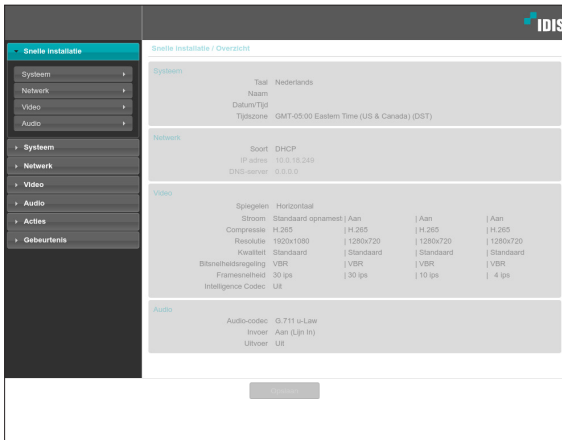 IDIS
Snelle installatie
Systeem
Netwerk
Video
Audio
Systeem
Netwerk
Video
Audio
Acties
Gebeurtenis
Snelle installatie / Overzicht
Systeem
Taal Nederlands
Naam
Datum/Tijd
Tijdszone GMT-05:00 Eastern Time (US & Canada) (DST)
Netwerk
Soort DHCP
IP adres 10.0.16.249
DNS-server 0.0.0.0
Video
Spiegelen Horizontaal
Stroom Standaard opnamest | Aan | Aan | Aan
Compressie H.265 | H.265 | H.265 | H.265
Resolutie 1920x1080 | 1280x720 | 1280x720 | 1280x720
Kwaliteit Standaard | Standaard | Standaard | Standaard
Bitsnelheidsregeling VBR | VBR | VBR | VBR
Framesnelheid 30 ips | 30 ips | 10 ips | 4 ips
Intelligence Codec Uit
Audio
Audio-codec G.711 u-Law
Invoer Aan (Lijn In)
Uitvoer Uit